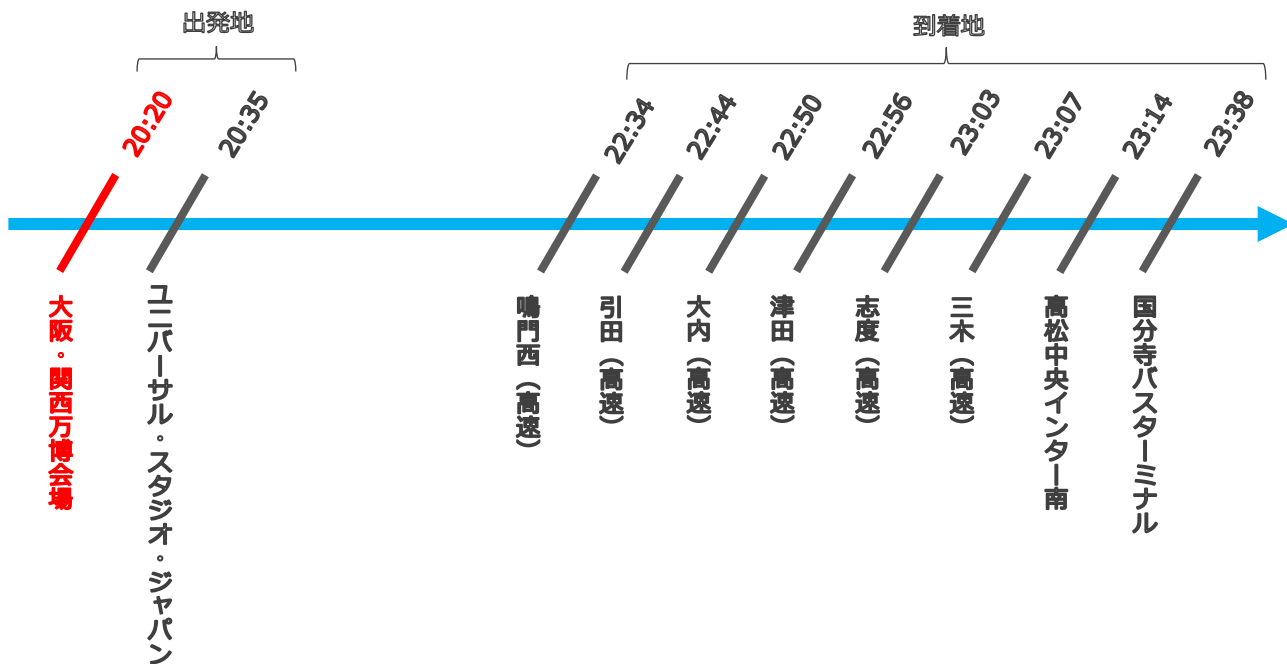 出発地
到着地
20:20
20:35
22:34
22:44
22:50
22:56
23:03
23:07
23:14
23:38
大阪・関西万博会場
ユニバーサル・スタジオ・ジャパン
鳴門西（高速）
引田（高速）
大内（高速）
津田（高速）
志度（高速）
三木（高速）
高松中央インター南
国分寺バスターミナル